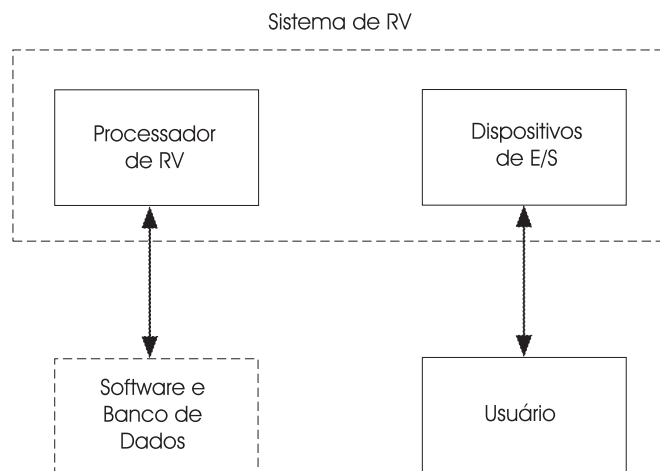 Sistema de RV
Processador
de RV
Dispositivos
de E/S
Software e
Banco de
Dados
Usuário